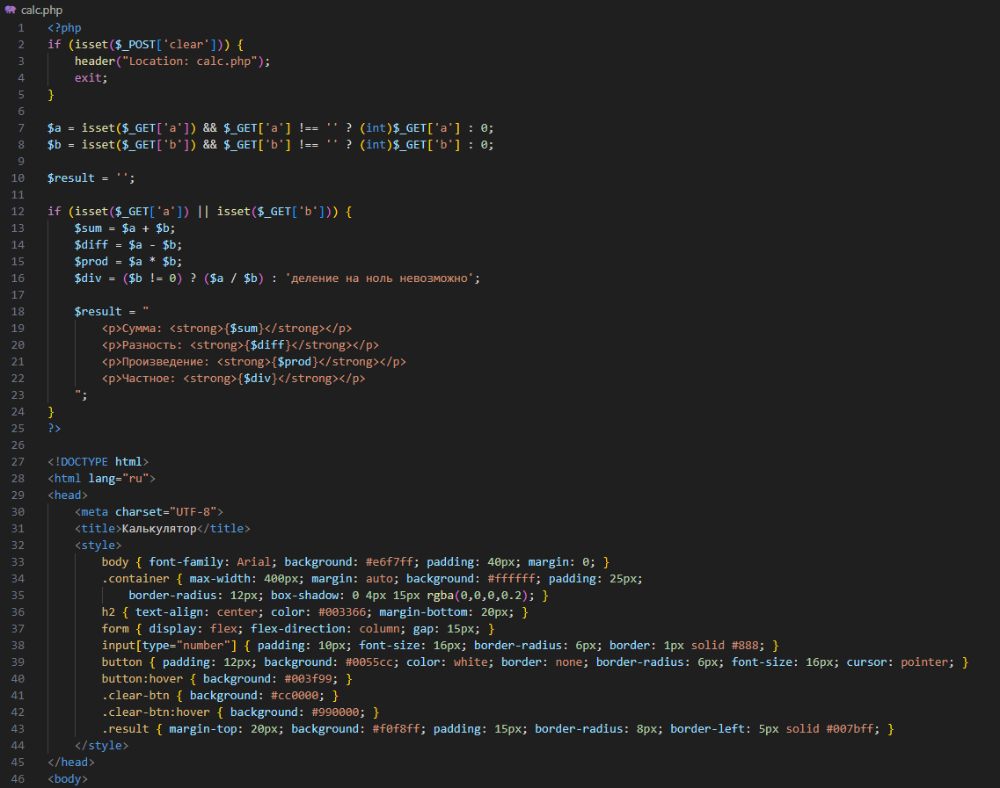 calc.php
1 <?php
2 if (isset($_POST['clear'])) {
3     header("Location: calc.php");
4     exit;
5 }
6
7 $a = isset($_GET['a']) && $_GET['a'] !== '' ? (int)$_GET['a'] : 0;
8 $b = isset($_GET['b']) && $_GET['b'] !== '' ? (int)$_GET['b'] : 0;
9
10 $result = '';
11
12 if (isset($_GET['a']) || isset($_GET['b'])) {
13     $sum = $a + $b;
14     $diff = $a - $b;
15     $prod = $a * $b;
16     $div = ($b != 0) ? ($a / $b) : 'деление на ноль невозможно';
17
18     $result = "
19         <p>Сумма: <strong>{$sum}</strong></p>
20         <p>Разность: <strong>{$diff}</strong></p>
21         <p>Произведение: <strong>{$prod}</strong></p>
22         <p>Частное: <strong>{$div}</strong></p>
23     ";
24 }
25 ?>
26
27 <!DOCTYPE html>
28 <html lang="ru">
29 <head>
30     <meta charset="UTF-8">
31     <title>Калькулятор</title>
32     <style>
33         body { font-family: Arial; background: #e6f7ff; padding: 40px; margin: 0; }
34         .container { max-width: 400px; margin: auto; background: #ffffff; padding: 25px;
35             border-radius: 12px; box-shadow: 0 4px 15px rgba(0,0,0,0.2); }
36         h2 { text-align: center; color: #003366; margin-bottom: 20px; }
37         form { display: flex; flex-direction: column; gap: 15px; }
38         input[type="number"] { padding: 10px; font-size: 16px; border-radius: 6px; border: 1px solid #888; }
39         button { padding: 12px; background: #0055cc; color: white; border: none; border-radius: 6px; font-size: 16px; cursor: pointer; }
40         button:hover { background: #003f99; }
41         .clear-btn { background: #cc0000; }
42         .clear-btn:hover { background: #990000; }
43         .result { margin-top: 20px; background: #f0f8ff; padding: 15px; border-radius: 8px; border-left: 5px solid #007bff; }
44     </style>
45 </head>
46 <body>